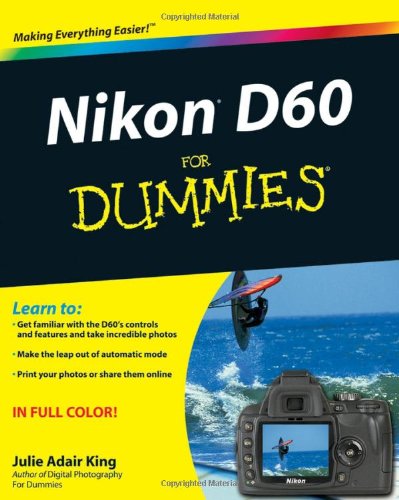 Copyrighted Material
Making Everything Easier!™
Nikon® D60
FOR
DUMMIES®
Learn to:
• Get familiar with the D60's controls
and features and take incredible photos
• Make the leap out of automatic mode
• Print your photos or share them online
IN FULL COLOR!
Julie Adair King
Author of Digital Photography
For Dummies
Nikon
Copyrighted Material